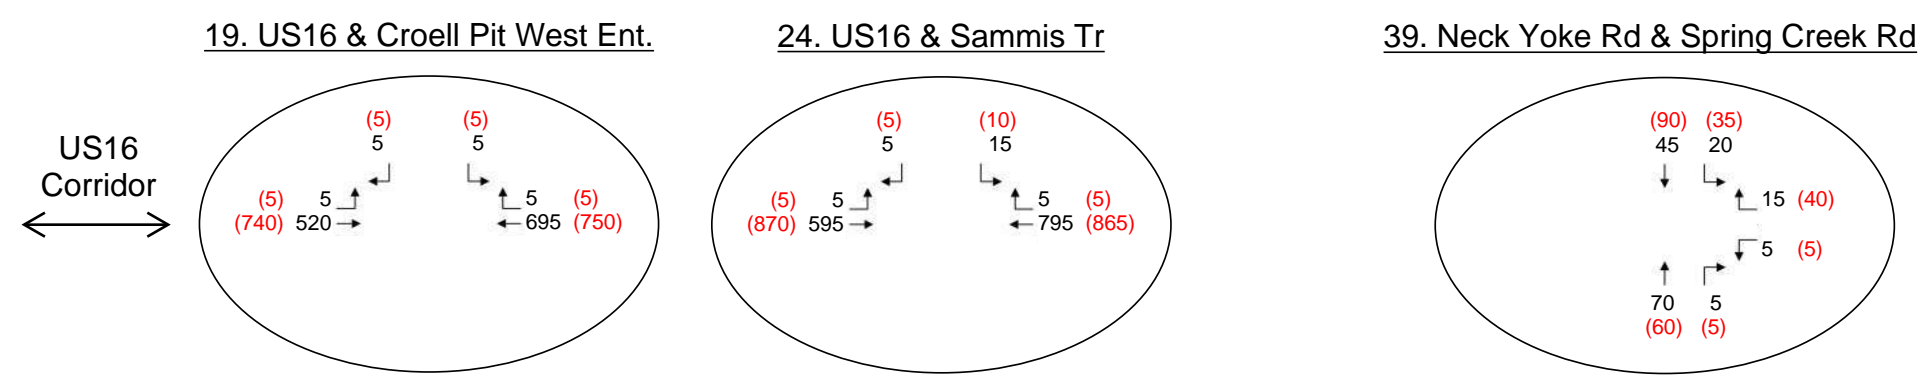 19. US16 & Croell Pit West Ent.
24. US16 & Sammis Tr
39. Neck Yoke Rd & Spring Creek Rd
US16
Corridor
(5) (5)
5 5
(5) 5 5 (5)
(740) 520 695 (750)
(5) (10)
5 15
(5) 5 5 (5)
(870) 595 795 (865)
(90) (35)
45 20
15 (40)
5 (5)
70 5
(60) (5)